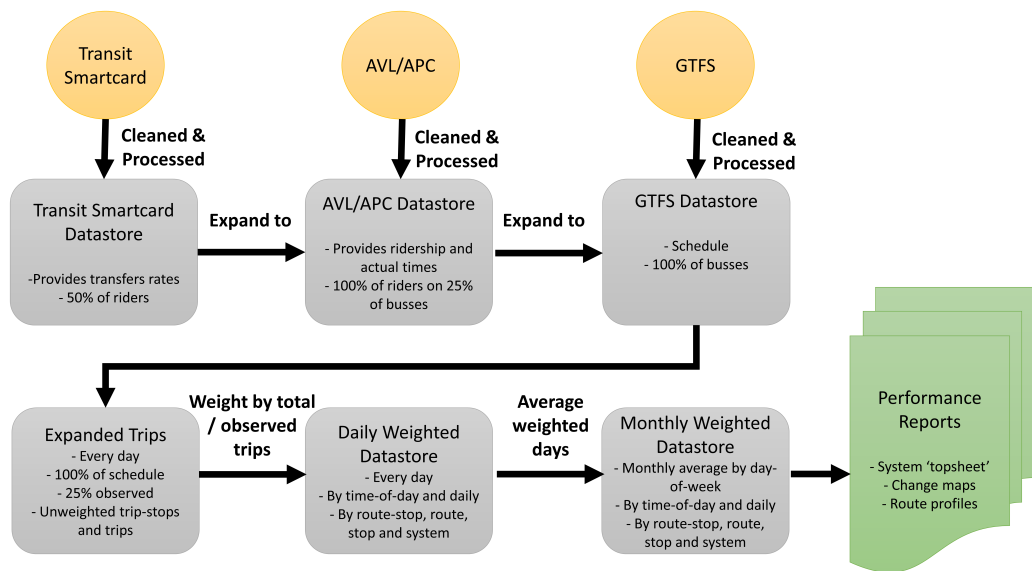 Transit
Smartcard
AVL/APC
GTFS
Cleaned &
Processed
Cleaned &
Processed
Cleaned &
Processed
Transit Smartcard
Datastore
-Provides transfers rates
- 50% of riders
Expand to
AVL/APC Datastore
- Provides ridership and
actual times
- 100% of riders on 25%
of busses
Expand to
GTFS Datastore
- Schedule
- 100% of busses
Expanded Trips
- Every day
- 100% of schedule
- 25% observed
- Unweighted trip-stops
and trips
Weight by total
/ observed
trips
Daily Weighted
Datastore
- Every day
- By time-of-day and daily
- By route-stop, route,
stop and system
Average
weighted
days
Monthly Weighted
Datastore
- Monthly average by day-
of-week
- By time-of-day and daily
- By route-stop, route,
stop and system
Performance
Reports
- System ‘topsheet’
- Change maps
- Route profiles